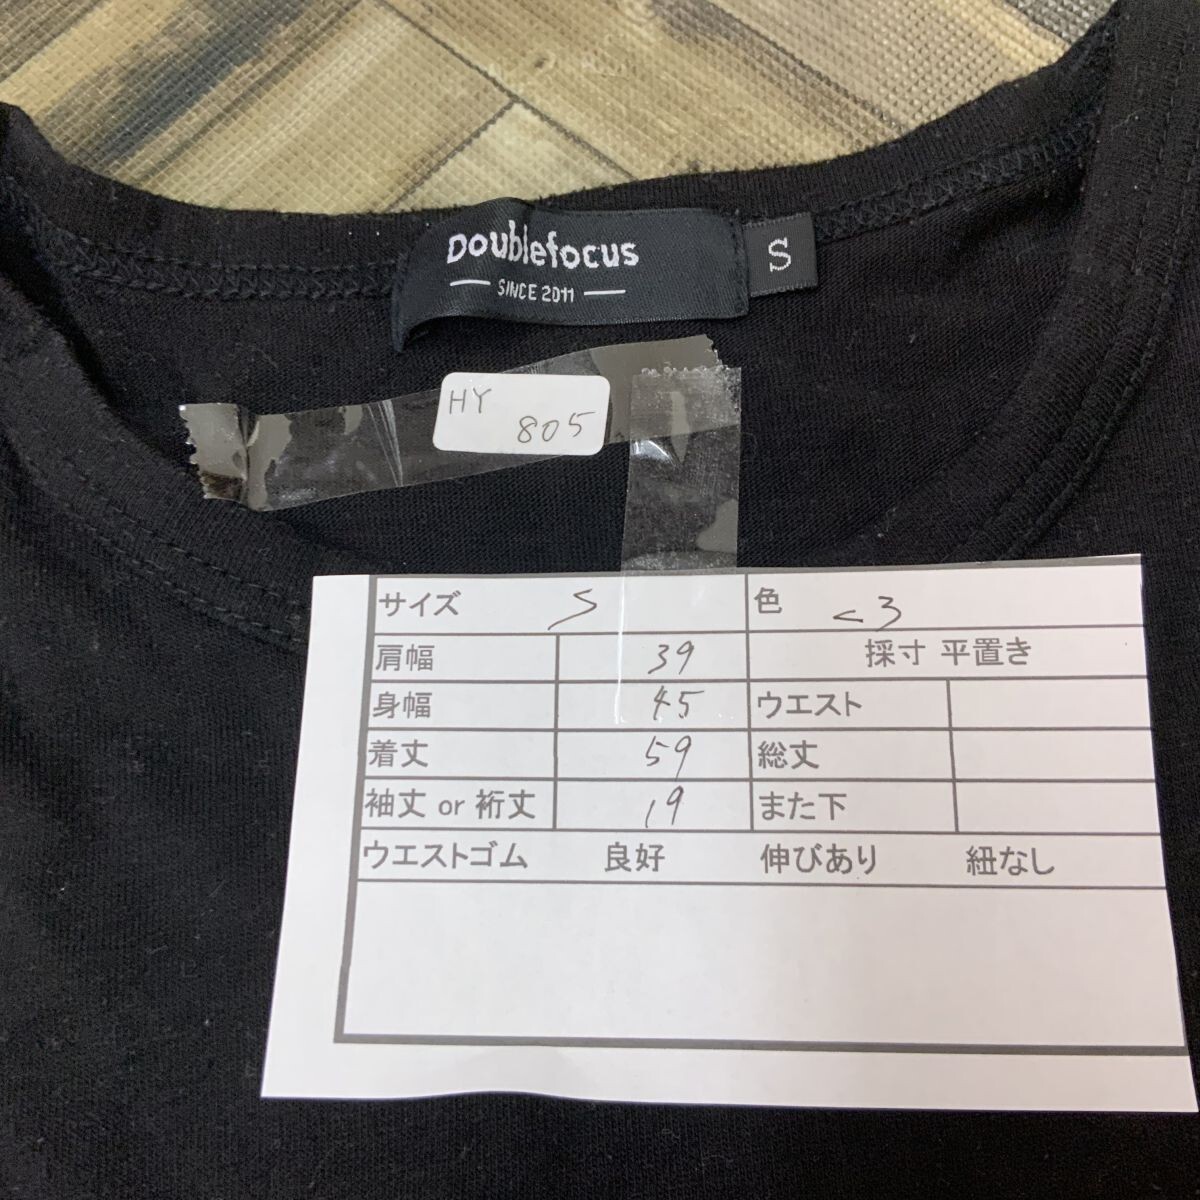 Doublefocus
SINCE 2011
S
HY
805
サイズ S 色 くろ
肩幅 39 採寸 平置き
身幅 45 ウエスト
着丈 59 総丈
袖丈 or 裄丈 19 また下
ウエストゴム 良好 伸びあり 紐なし